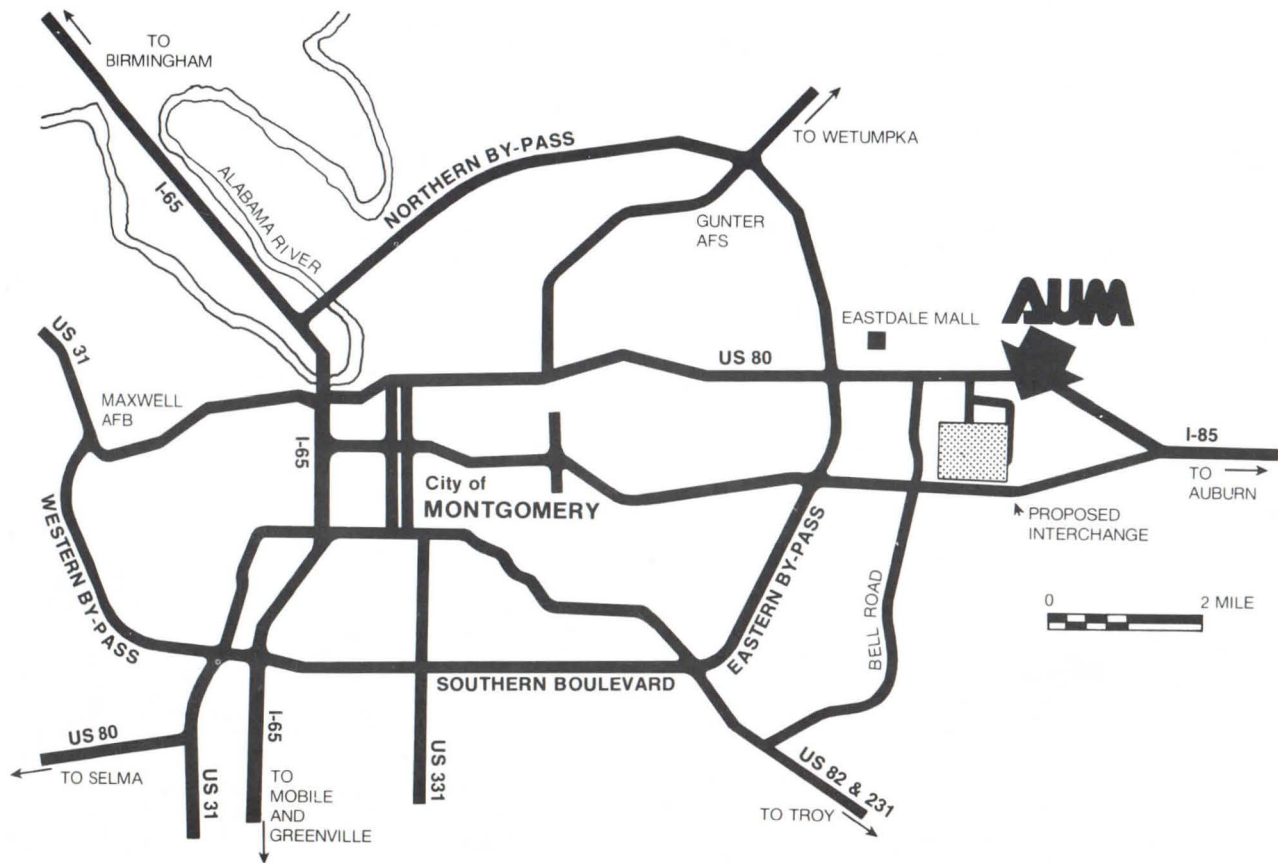 TO
BIRMINGHAM
I-65
ALABAMA RIVER
NORTHERN BY-PASS
TO WETUMPKA
GUNTER
AFS
AUM
EASTDALE MALL
US 80
US 31
MAXWELL
AFB
I-65
City of
MONTGOMERY
I-85
TO
AUBURN
PROPOSED
INTERCHANGE
WESTERN BY-PASS
EASTERN BY-PASS
BELL ROAD
0 2 MILE
SOUTHERN BOULEVARD
US 80
TO SELMA
US 31
I-65
TO
MOBILE
AND
GREENVILLE
US 331
US 82 & 231
TO TROY